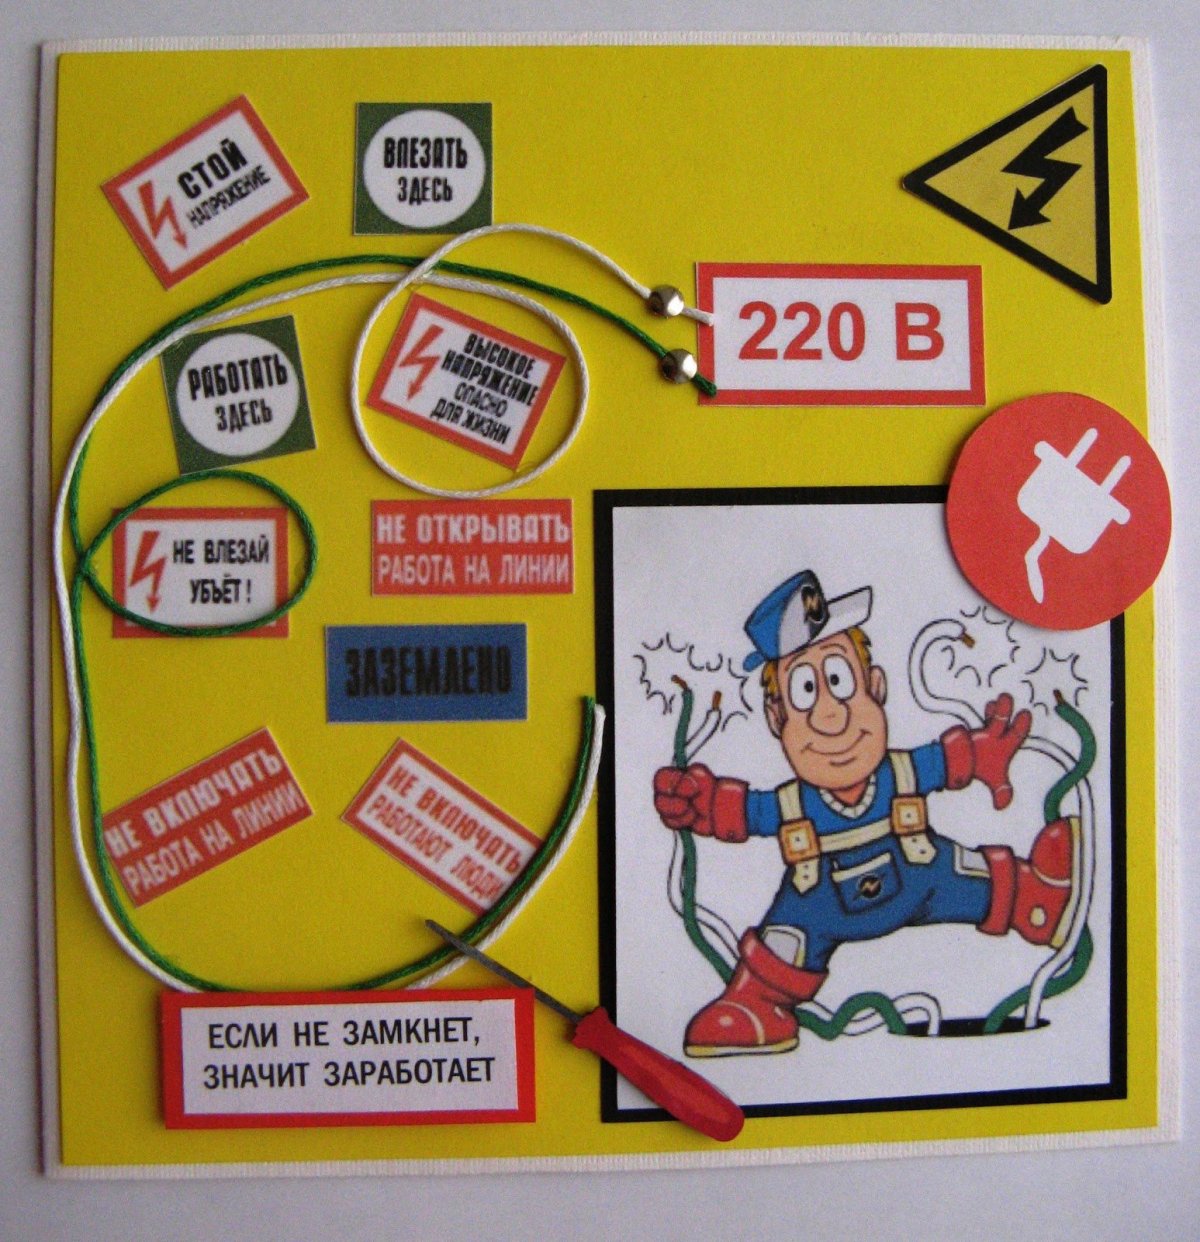 СТОЙ
НАПРЯЖЕНИЕ
ВЛЕЗАТЬ
ЗДЕСЬ
220 В
РАБОТАТЬ
ЗДЕСЬ
ВЫСОКОЕ
НАПРЯЖЕНИЕ
ОПАСНО
ДЛЯ ЖИЗНИ
НЕ ВЛЕЗАЙ
УБЬЁТ!
НЕ ОТКРЫВАТЬ
РАБОТА НА ЛИНИИ
ЗАЗЕМЛЕНО
НЕ ВКЛЮЧАТЬ
РАБОТА НА ЛИНИИ
НЕ ВКЛЮЧАТЬ
РАБОТАЮТ ЛЮДИ
ЕСЛИ НЕ ЗАМКНЕТ,
ЗНАЧИТ ЗАРАБОТАЕТ